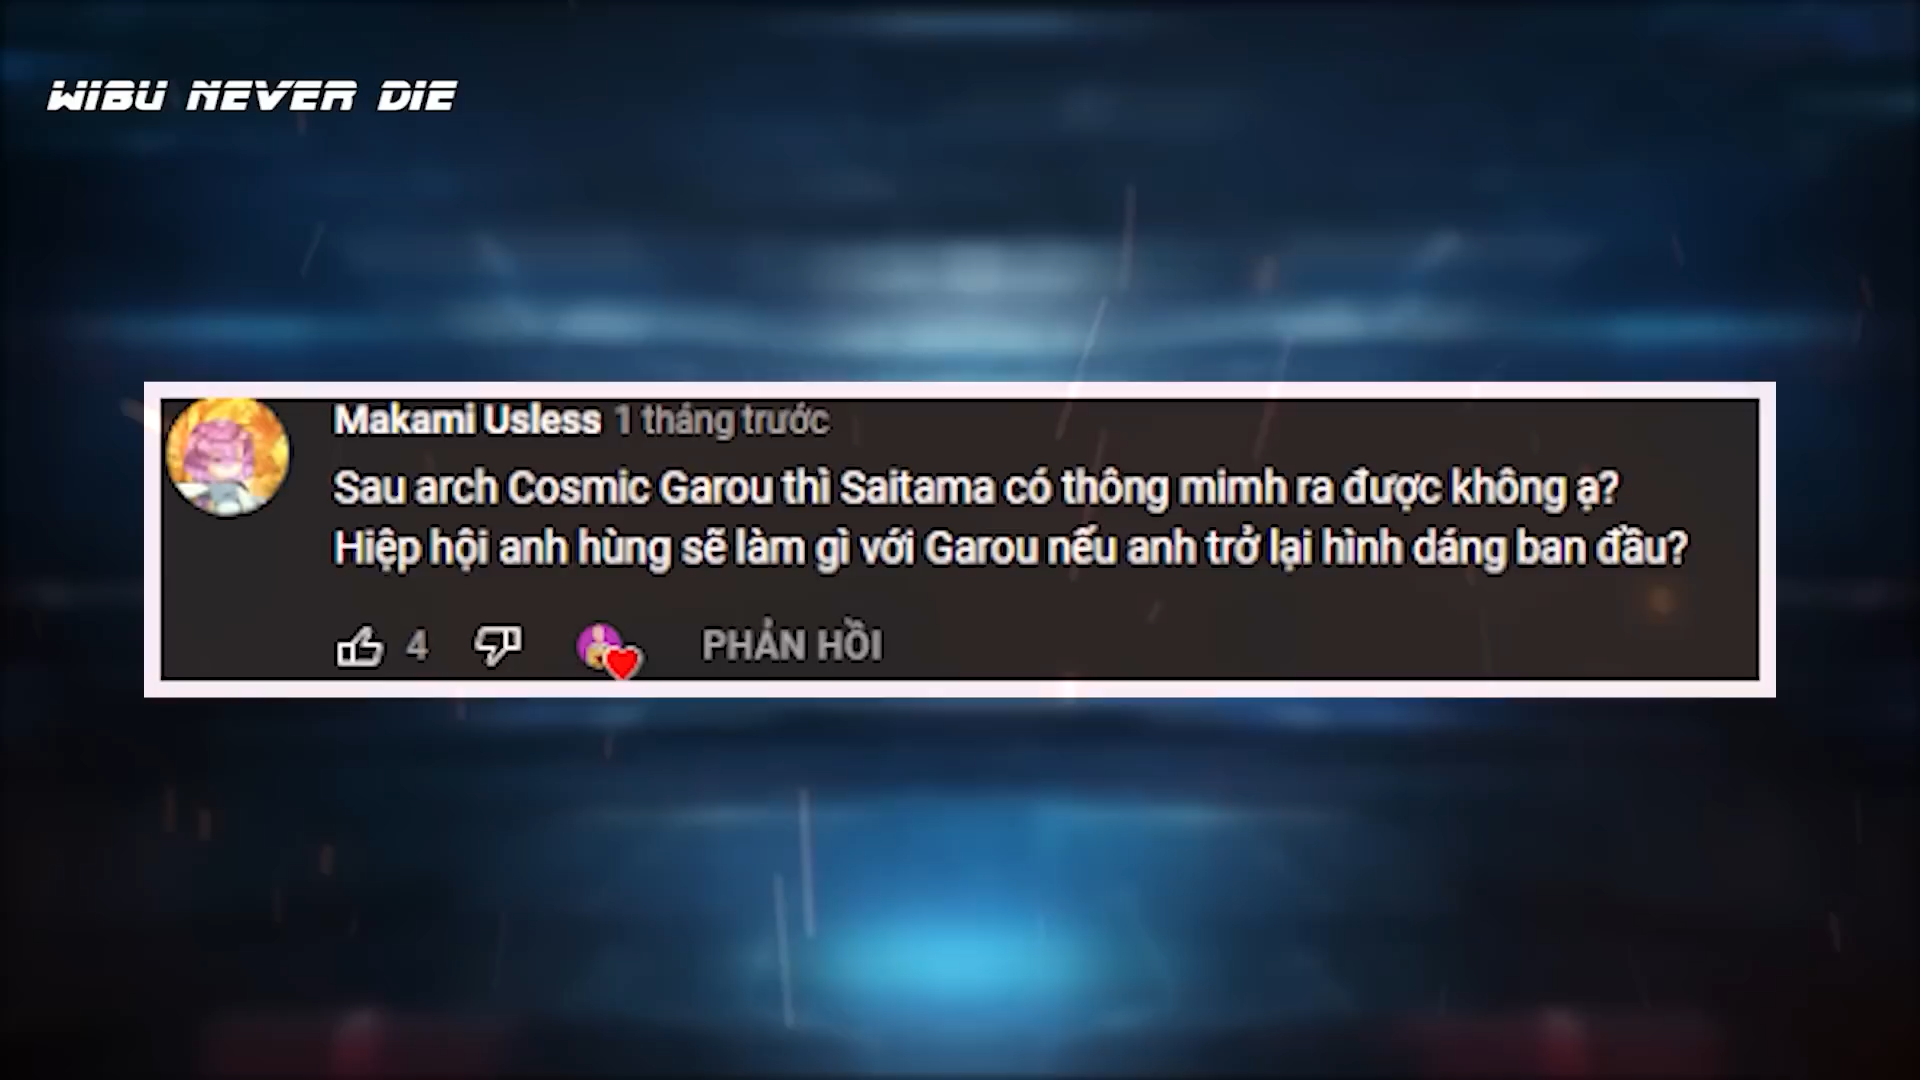 WIBU NEVER DIE
Makami Usless 1 tháng trước
Sau arch Cosmic Garou thì Saitama có thông mimh ra được không ạ?
Hiệp hội anh hùng sẽ làm gì với Garou nếu anh trở lại hình dáng ban đầu?
4 PHẢN HỒI